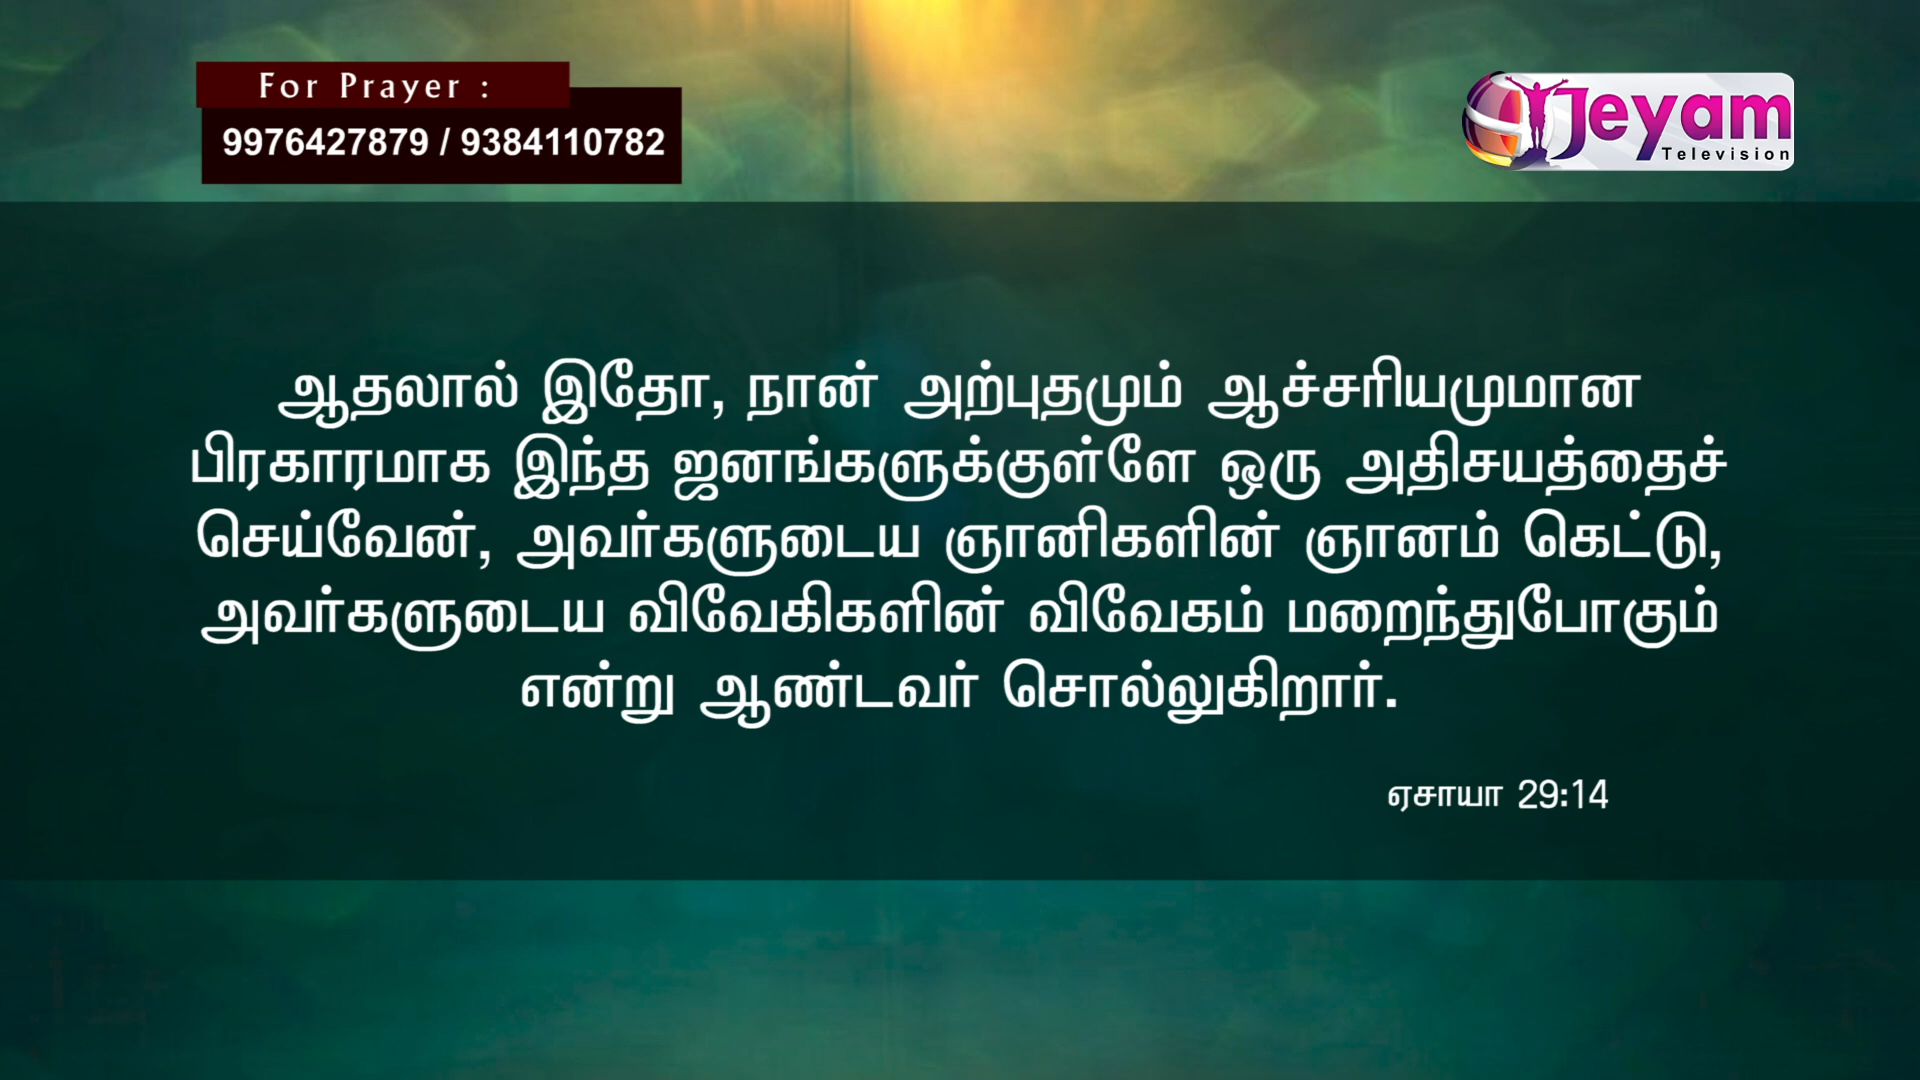 For Prayer :
9976427879 / 9384110782
Jeyam
Television
ஆதலால் இதோ, நான் அற்புதமும் ஆச்சரியமுமான
பிரகாரமாக இந்த ஜனங்களுக்குள்ளே ஒரு அதிசயத்தைச்
செய்வேன், அவர்களுடைய ஞானிகளின் ஞானம் கெட்டு,
அவர்களுடைய விவேகிகளின் விவேகம் மறைந்துபோகும்
என்று ஆண்டவர் சொல்லுகிறார்.
ஏசாயா 29:14